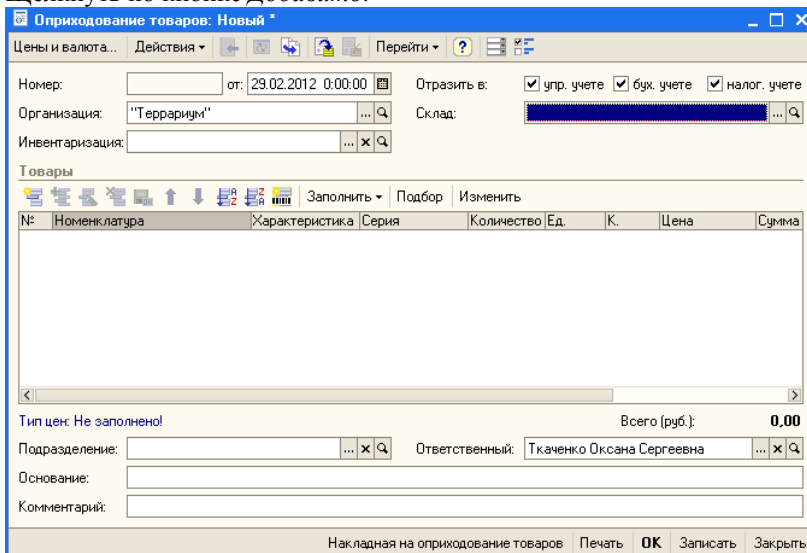 Щелкнуть по кнопке Добавить.
Оприходование товаров: Новый *
Цены и валюта... Действия Перейти
Номер: от: 29.02.2012 0:00:00 Отразить в: упр. учете бух. учете налог. учете
Организация: "Террариум" ... Склад: ...
Инвентаризация: ... x
Товары
Заполнить Подбор Изменить
№ Номенклатура Характеристика Серия Количество Ед. К. Цена Сумма
Тип цен: Не заполнено! Всего (руб.): 0,00
Подразделение: ... x Ответственный: Ткаченко Оксана Сергеевна ... x
Основание:
Комментарий:
Накладная на оприходование товаров Печать OK Записать Закрыть